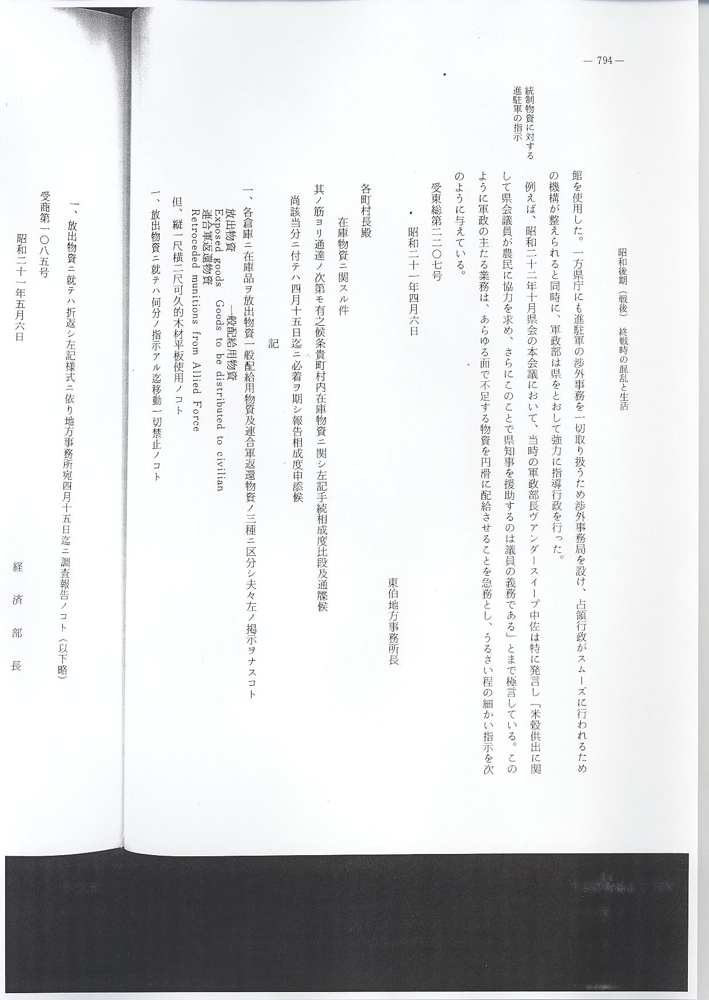 — 794 —
昭和後期（戦後）　終戦時の混乱と生活
統制物資に対する
進駐軍の指示
館を使用した。一方県庁にも進駐軍の渉外事務を一切取り扱うため渉外事務局を設け、占領行政がスムーズに行われるため
の機構が整えられると同時に、軍政部は県をとおして強力に指導行政を行った。
例えば、昭和二十二年十月県会の本会議において、当時の軍政部長ヴァンダースイープ中佐は特に発言し「米穀供出に関
して県会議員が農民に協力を求め、さらにこのことで県知事を援助するのは議員の義務である」とまで極言している。この
ように軍政の主たる業務は、あらゆる面で不足する物資を円滑に配給させることを急務とし、うるさい程の細かい指示を次
のように与えている。
受東総第二二〇七号
昭和二十一年四月六日
東伯地方事務所長
各町村長殿
在庫物資ニ関スル件
其ノ筋ヨリ通達ノ次第モ有之候条貴町村内在庫物資ニ関シ左記手続相成度比段及通牒候
尚該当分ニ付テハ四月十五日迄ニ必着ヲ期シ報告相成度申添候
記
一、各倉庫ニ在庫品ヲ放出物資一般配給用物資及連合軍返還物資ノ三種ニ区分シ夫々左ノ掲示ヲナスコト
放出物資　一般配給用物資
Exposed goods　Goods to be distributed to civilian
連合軍返還物資
Retroceded munitions from Allied Force
但、縦一尺横二尺可久的木材平板使用ノコト
一、放出物資ニ就テハ何分ノ指示アル迄移動一切禁止ノコト
一、放出物資ニ就テハ折返シ左記様式ニ依り地方事務所宛四月十五日迄ニ調査報告ノコト（以下略）
受商第一〇八五号
昭和二十一年五月六日
経済部長